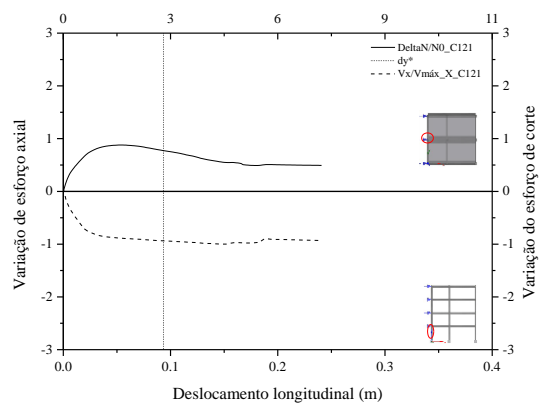 0 3 6 8 11
3 3
DeltaN/N0_C121
dy*
Vx/Vmáx_X_C121
2 2
1 1
0 0
-1 -1
-2 -2
-3 -3
Variação de esforço axial
Variação do esforço de corte
0.0 0.1 0.2 0.3 0.4
Deslocamento longitudinal (m)